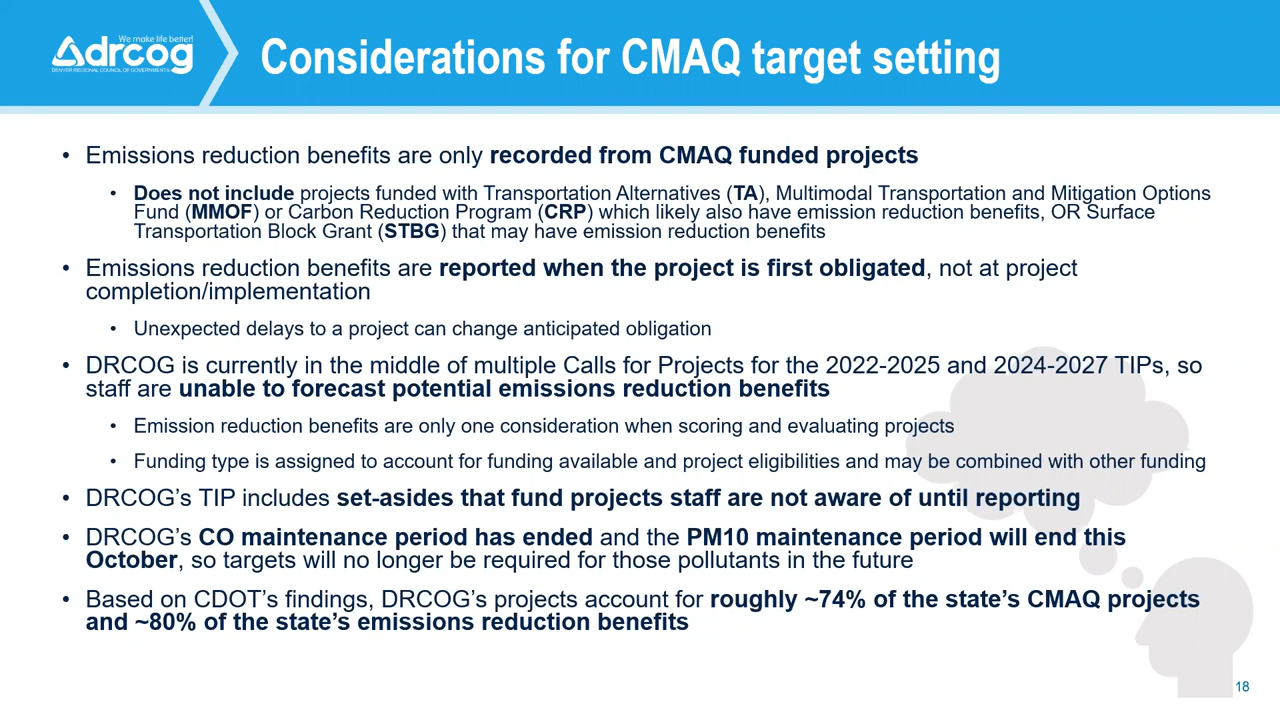 We make life better!
drcog
DENVER REGIONAL COUNCIL OF GOVERNMENTS
Considerations for CMAQ target setting
• Emissions reduction benefits are only recorded from CMAQ funded projects
• Does not include projects funded with Transportation Alternatives (TA), Multimodal Transportation and Mitigation Options
Fund (MMOF) or Carbon Reduction Program (CRP) which likely also have emission reduction benefits, OR Surface
Transportation Block Grant (STBG) that may have emission reduction benefits
• Emissions reduction benefits are reported when the project is first obligated, not at project
completion/implementation
• Unexpected delays to a project can change anticipated obligation
• DRCOG is currently in the middle of multiple Calls for Projects for the 2022-2025 and 2024-2027 TIPs, so
staff are unable to forecast potential emissions reduction benefits
• Emission reduction benefits are only one consideration when scoring and evaluating projects
• Funding type is assigned to account for funding available and project eligibilities and may be combined with other funding
• DRCOG’s TIP includes set-asides that fund projects staff are not aware of until reporting
• DRCOG’s CO maintenance period has ended and the PM10 maintenance period will end this
October, so targets will no longer be required for those pollutants in the future
• Based on CDOT’s findings, DRCOG’s projects account for roughly ~74% of the state’s CMAQ projects
and ~80% of the state’s emissions reduction benefits
18